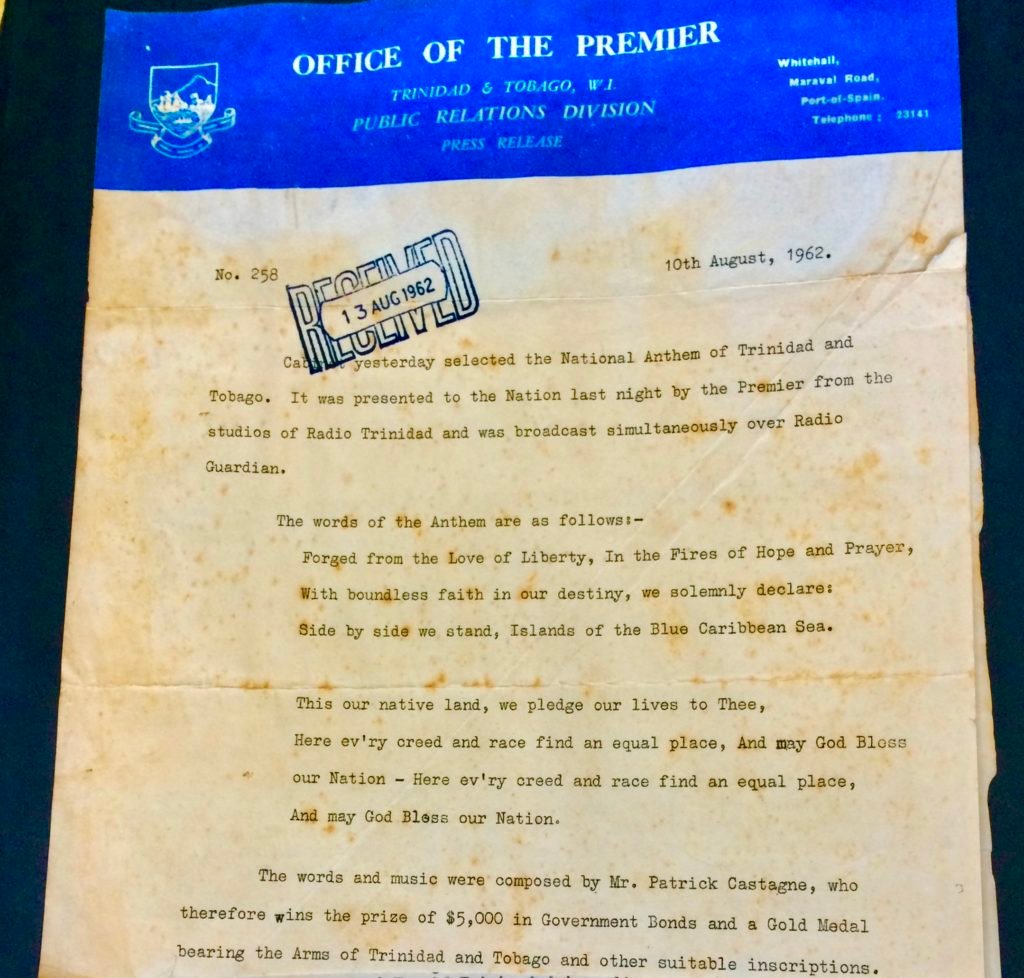 OFFICE OF THE PREMIER
TRINIDAD & TOBAGO, W.I.
PUBLIC RELATIONS DIVISION
PRESS RELEASE
Whitehall,
Maraval Road,
Port-of-Spain.
Telephone : 23141
No. 258
RECEIVED
13 AUG 1962
RECEIVED
10th August, 1962.
Cabinet yesterday selected the National Anthem of Trinidad and
Tobago. It was presented to the Nation last night by the Premier from the
studios of Radio Trinidad and was broadcast simultaneously over Radio
Guardian.
The words of the Anthem are as follows:-
Forged from the Love of Liberty, In the Fires of Hope and Prayer,
With boundless faith in our destiny, we solemnly declare:
Side by side we stand, Islands of the Blue Caribbean Sea.
This our native land, we pledge our lives to Thee,
Here ev'ry creed and race find an equal place, And may God Bless
our Nation - Here ev'ry creed and race find an equal place,
And may God Bless our Nation.
The words and music were composed by Mr. Patrick Castagne, who
therefore wins the prize of $5,000 in Government Bonds and a Gold Medal
bearing the Arms of Trinidad and Tobago and other suitable inscriptions.